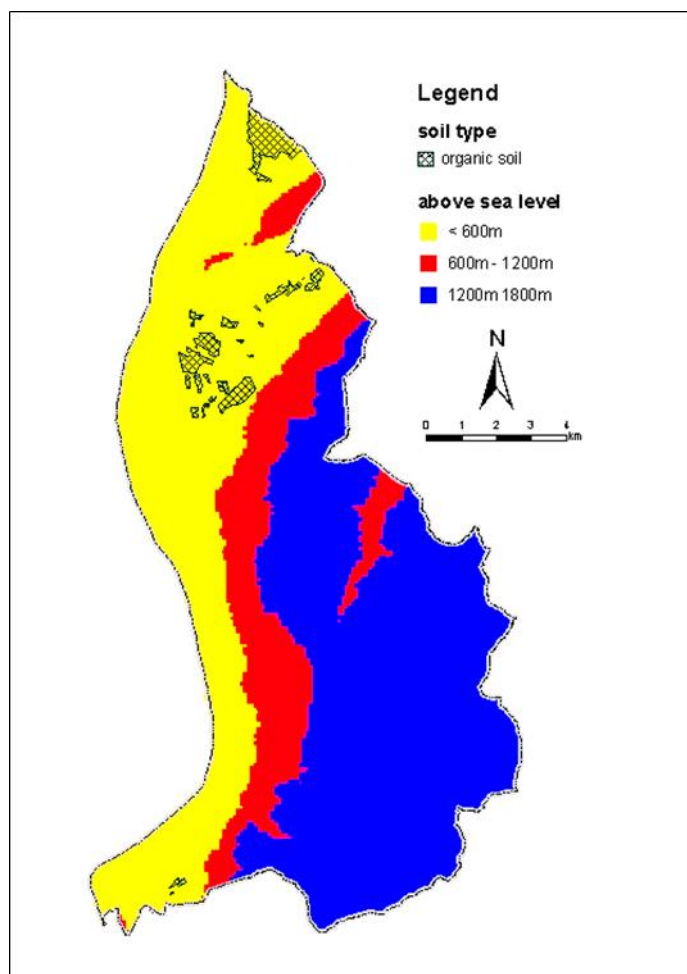 Legend
soil type
organic soil
above sea level
< 600m
600m - 1200m
1200m 1800m
N
0 1 2 3 4
km